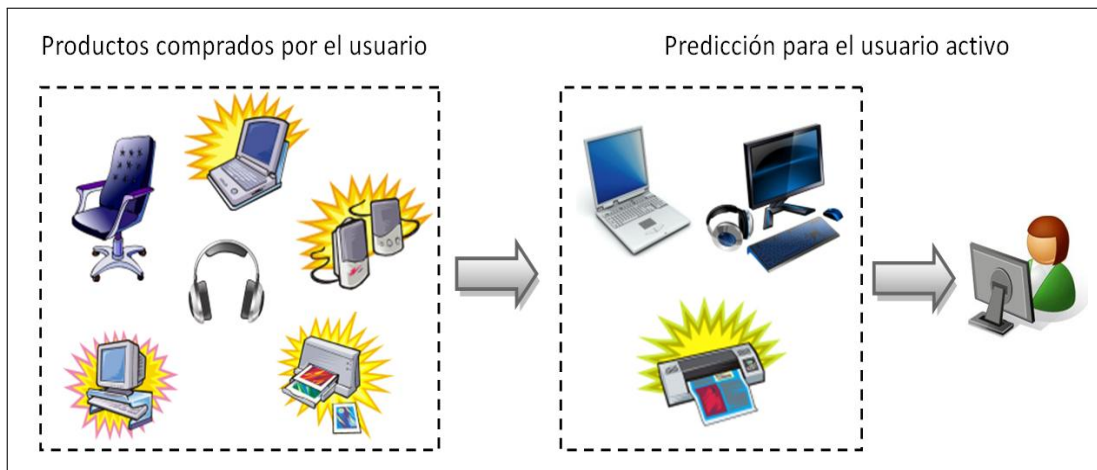 Productos comprados por el usuario
Predicción para el usuario activo